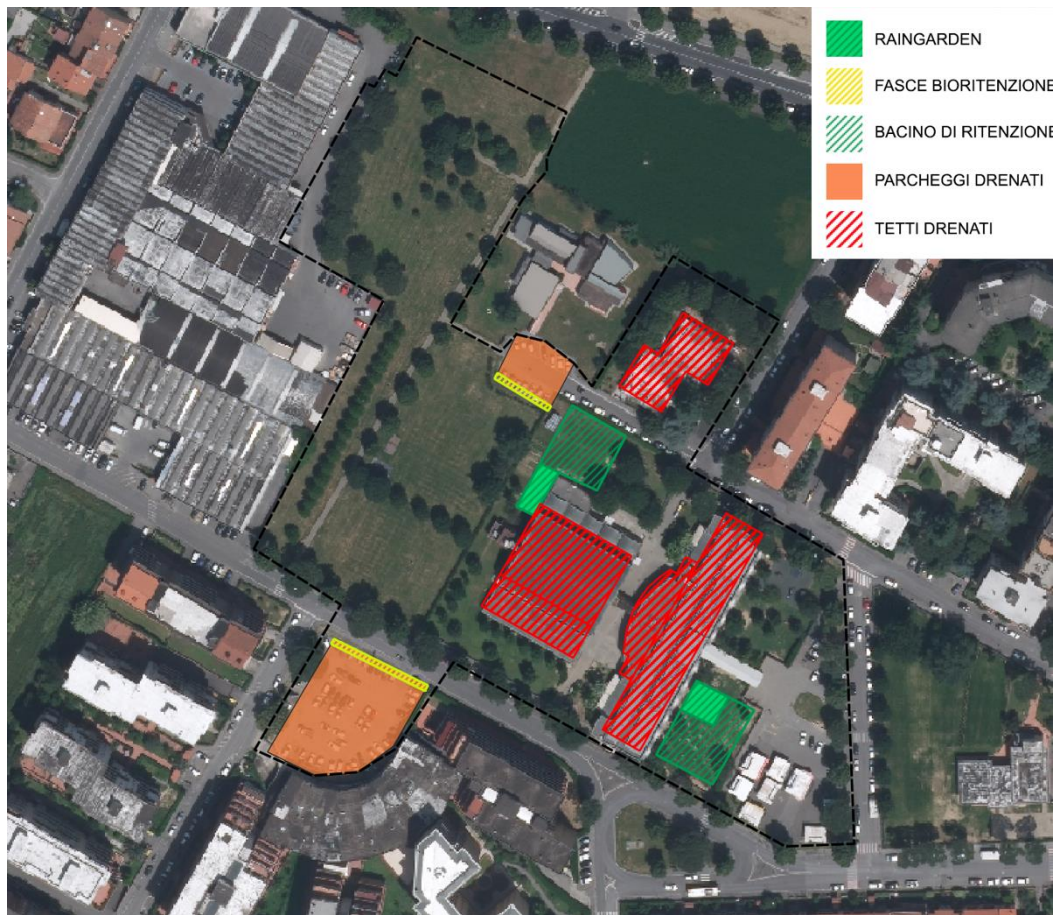 RAINGARDEN
FASCE BIORITENZIONE
BACINO DI RITENZIONE
PARCHEGGI DRENATI
TETTI DRENATI